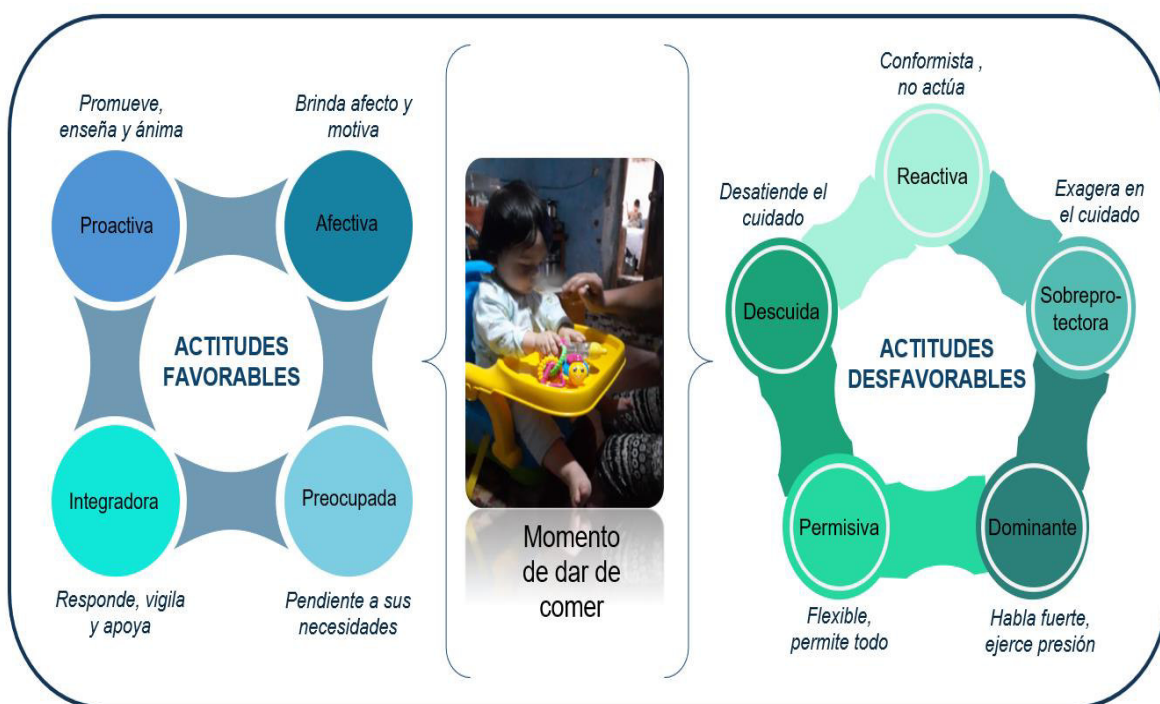 Promueve,
enseña y ánima
Brinda afecto y
motiva
Proactiva
Afectiva
ACTITUDES
FAVORABLES
Integradora
Preocupada
Responde, vigila
y apoya
Pendiente a sus
necesidades
Momento
de dar de
comer
Conformista ,
no actúa
Reactiva
Desatiende el
cuidado
Exagera en
el cuidado
Descuida
Sobrepro-
tectora
ACTITUDES
DESFAVORABLES
Permisiva
Dominante
Flexible,
permite todo
Habla fuerte,
ejerce presión